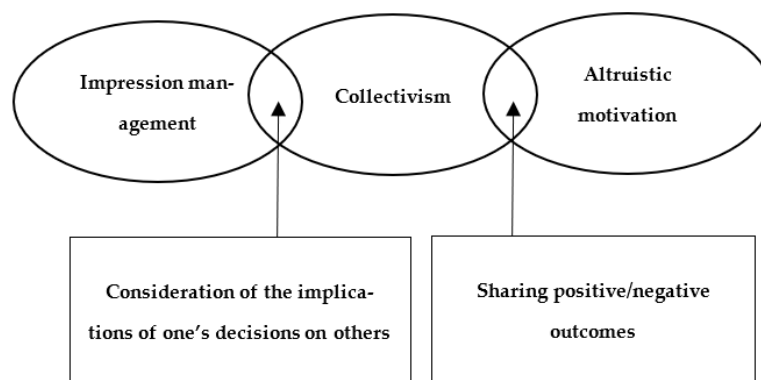 Impression man-
agement
Collectivism
Altruistic
motivation
Consideration of the implica-
tions of one’s decisions on others
Sharing positive/negative
outcomes